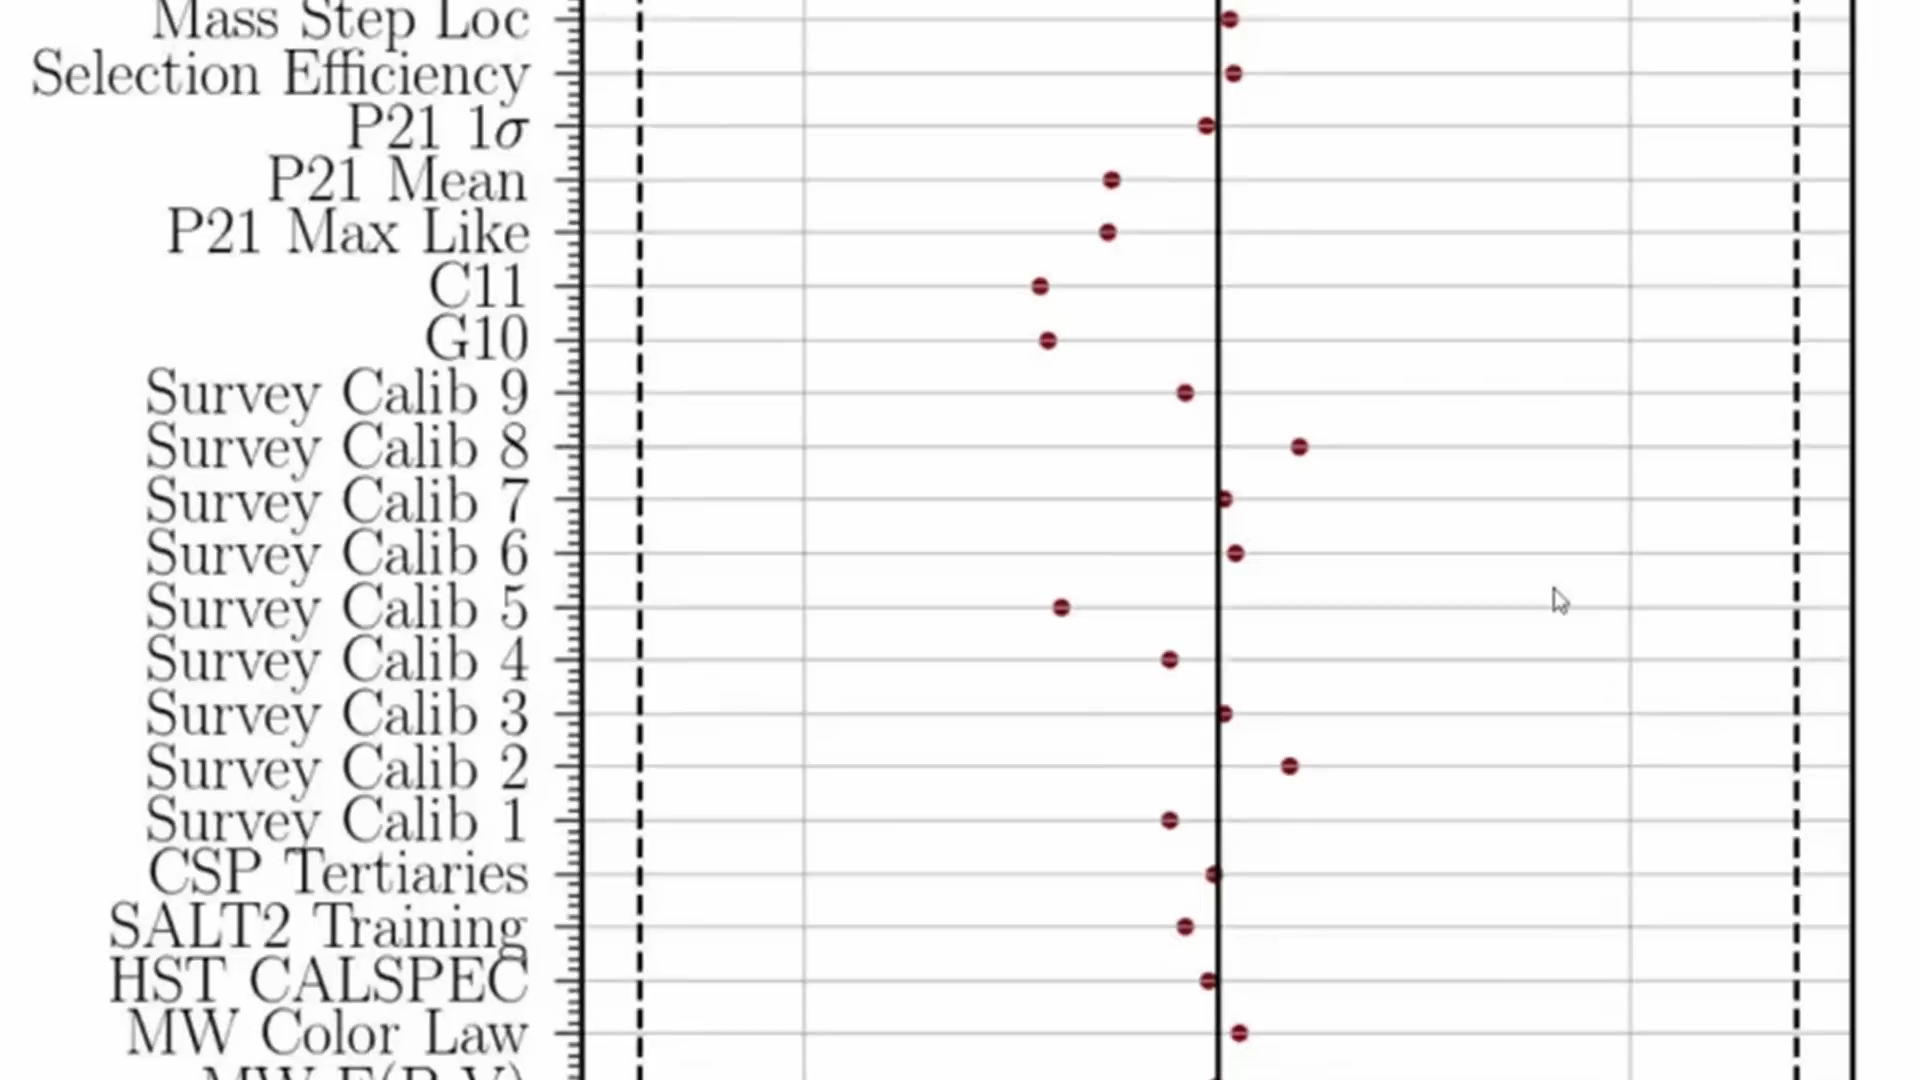 Mass Step Loc
Selection Efficiency
P21 1σ
P21 Mean
P21 Max Like
C11
G10
Survey Calib 9
Survey Calib 8
Survey Calib 7
Survey Calib 6
Survey Calib 5
Survey Calib 4
Survey Calib 3
Survey Calib 2
Survey Calib 1
CSP Tertiaries
SALT2 Training
HST CALSPEC
MW Color Law